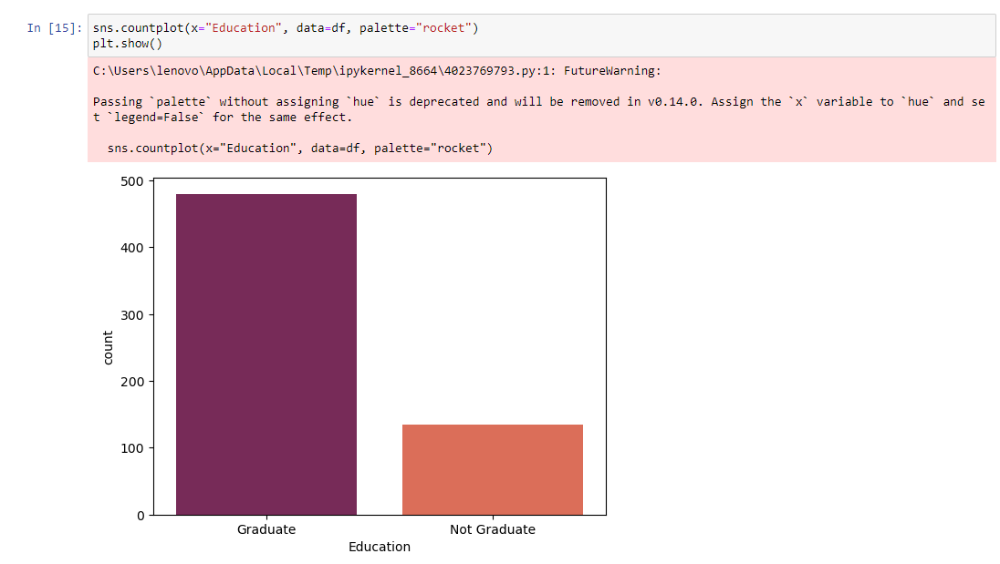 In [15]: sns.countplot(x="Education", data=df, palette="rocket")
plt.show()
C:\Users\lenovo\AppData\Local\Temp\ipykernel_8664\4023769793.py:1: FutureWarning:
Passing `palette` without assigning `hue` is deprecated and will be removed in v0.14.0. Assign the `x` variable to `hue` and se
t `legend=False` for the same effect.
sns.countplot(x="Education", data=df, palette="rocket")
500
400
300
200
100
0
count
Graduate Not Graduate
Education